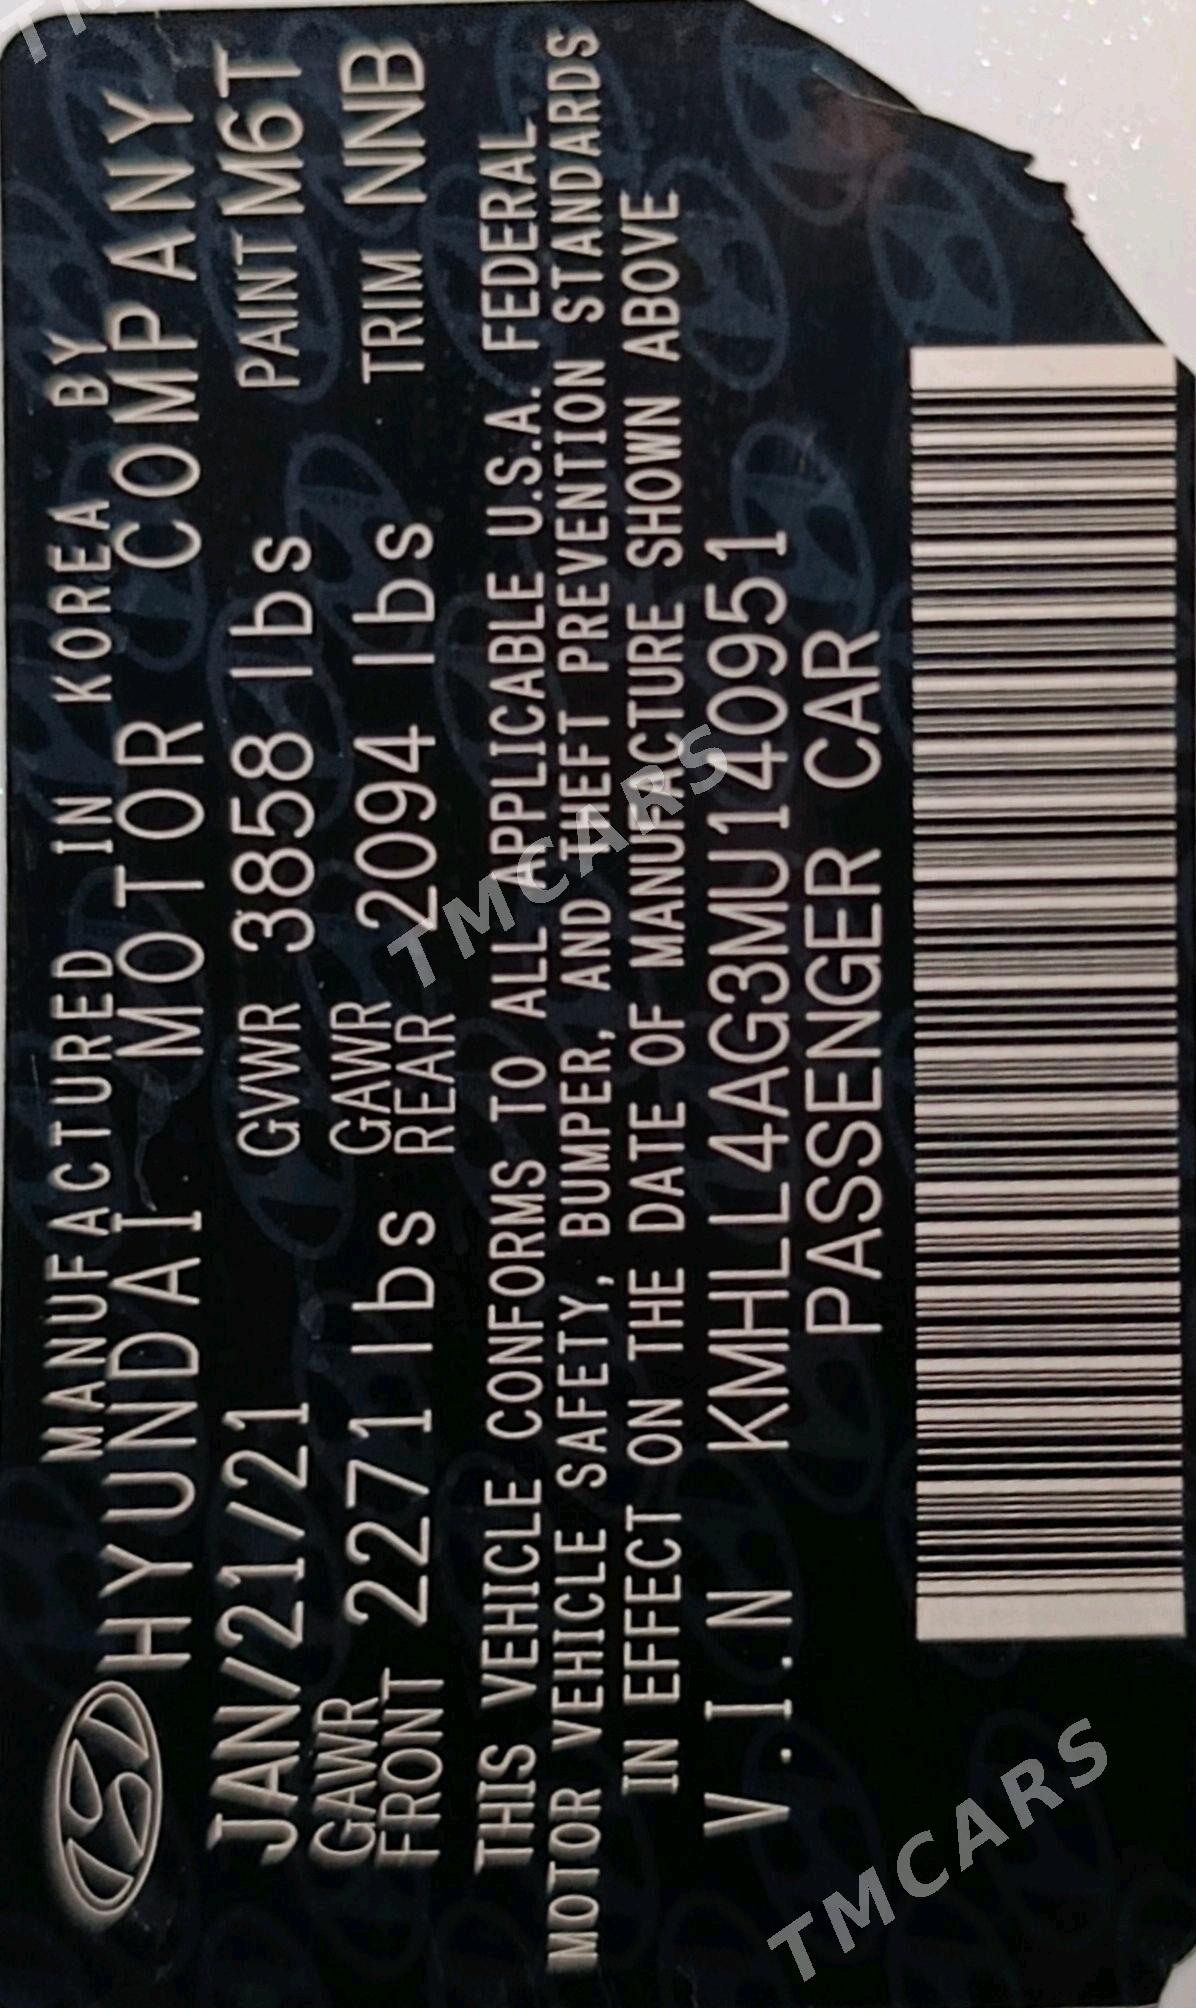 MANUFACTURED IN KOREA BY
HYUNDAI MOTOR COMPANY
JAN/21/21 GVWR 3858 lbs PAINT M6T
GAWR FRONT 2271 lbs GAWR REAR 2094 lbs TRIM NNB
THIS VEHICLE CONFORMS TO ALL APPLICABLE U.S.A. FEDERAL
MOTOR VEHICLE SAFETY, BUMPER, AND THEFT PREVENTION STANDARDS
IN EFFECT ON THE DATE OF MANUFACTURE SHOWN ABOVE
V.I.N KMHLL4AG3MU140951
PASSENGER CAR
TMCARS
TMCARS